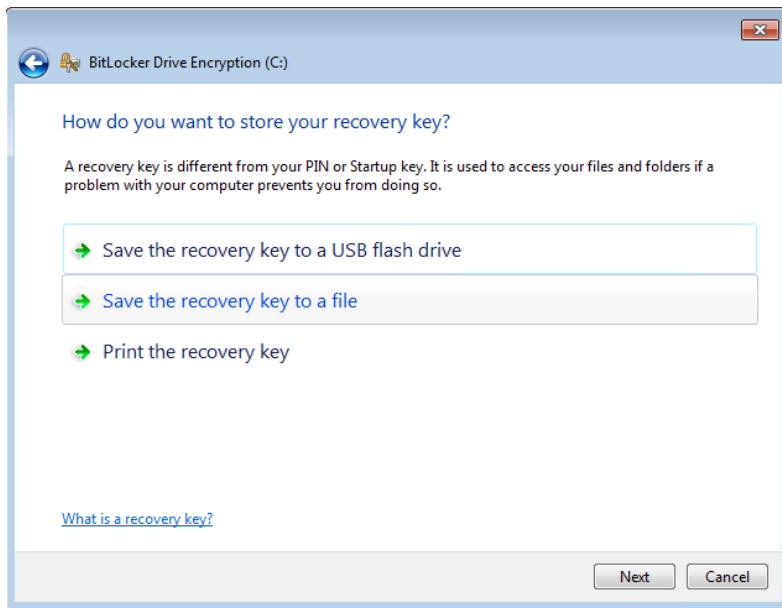 BitLocker Drive Encryption (C:)
How do you want to store your recovery key?
A recovery key is different from your PIN or Startup key. It is used to access your files and folders if a
problem with your computer prevents you from doing so.
Save the recovery key to a USB flash drive
Save the recovery key to a file
Print the recovery key
What is a recovery key?
Next Cancel